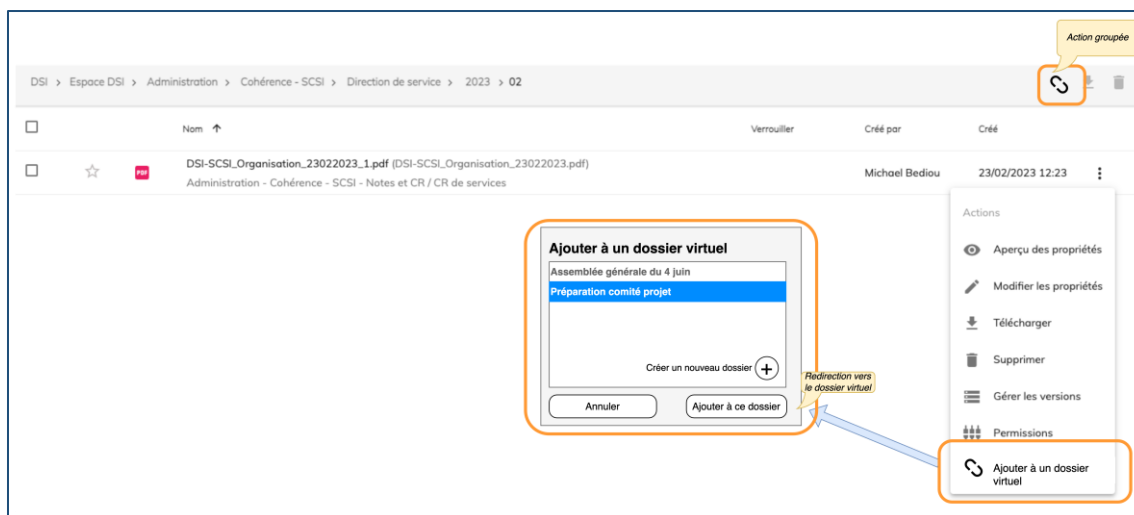 Action groupée
DSI > Espace DSI > Administration > Cohérence - SCSI > Direction de service > 2023 > 02
Nom ↑ Verrouiller Créé par Créé
PDF DSI-SCSI_Organisation_23022023_1.pdf (DSI-SCSI_Organisation_23022023.pdf) Michael Bediou 23/02/2023 12:23
Administration - Cohérence - SCSI - Notes et CR / CR de services
Actions
Aperçu des propriétés
Modifier les propriétés
Télécharger
Supprimer
Gérer les versions
Permissions
Ajouter à un dossier
virtuel
Ajouter à un dossier virtuel
Assemblée générale du 4 juin
Préparation comité projet
Créer un nouveau dossier +
Annuler Ajouter à ce dossier
Redirection vers
le dossier virtuel